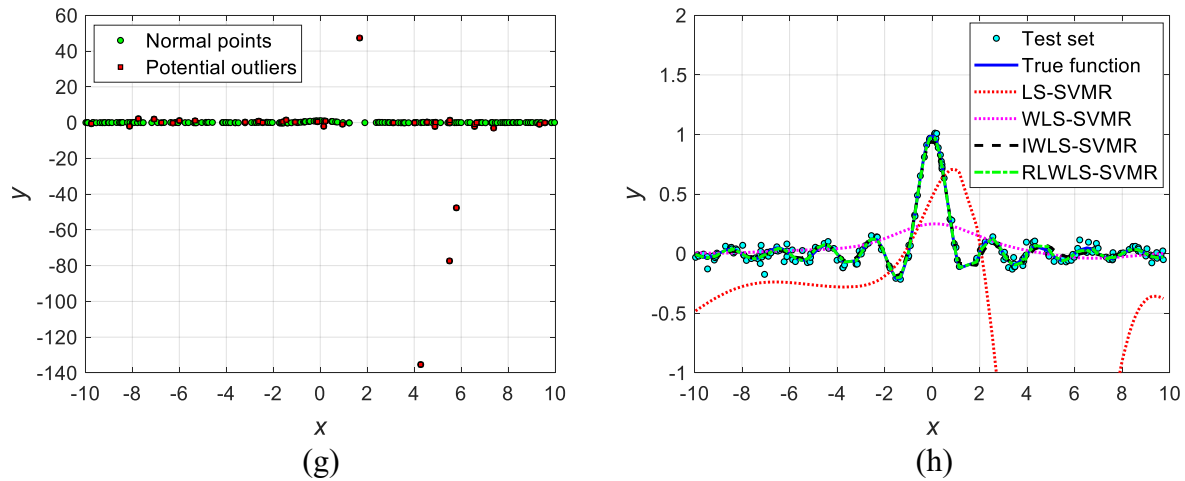 60
40
20
0
-20
-40
-60
-80
-100
-120
-140
-10
-8
-6
-4
-2
0
2
4
6
8
10
y
x
Normal points
Potential outliers
(g)
2
1.5
1
0.5
0
-0.5
-1
-10
-8
-6
-4
-2
0
2
4
6
8
10
y
x
Test set
True function
LS-SVMR
WLS-SVMR
IWLS-SVMR
RLWLS-SVMR
(h)